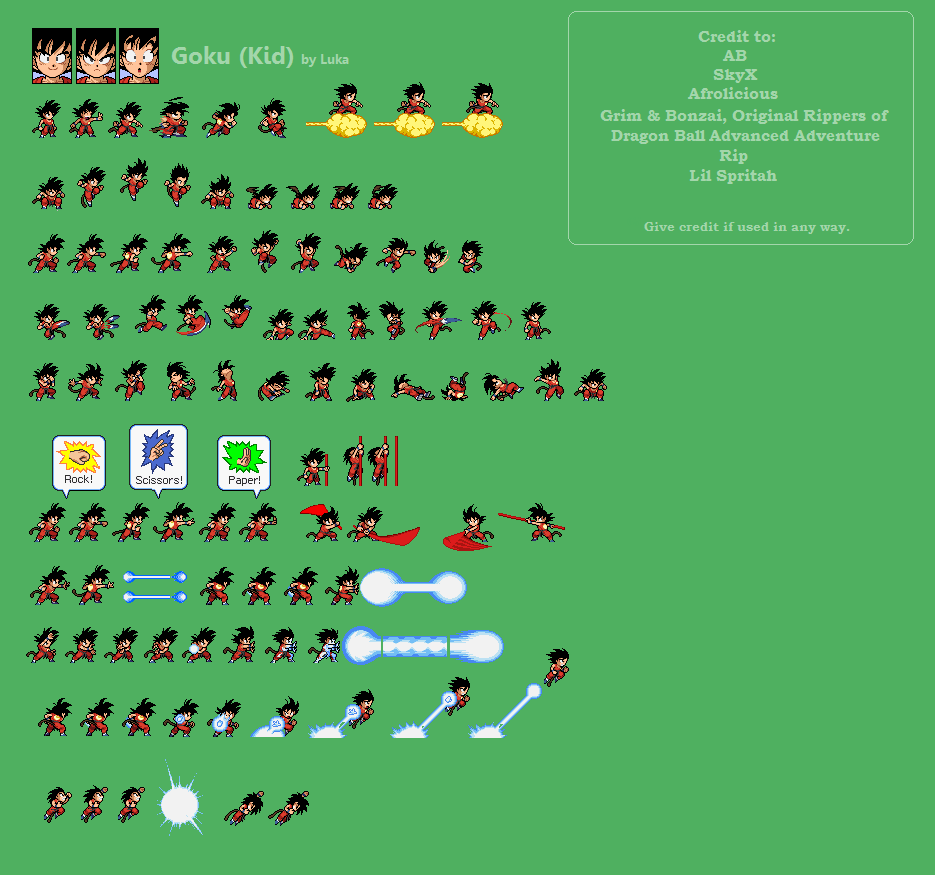 Goku (Kid) by Luka
Credit to:
AB
SkyX
Afrolicious
Grim & Bonzai, Original Rippers of
Dragon Ball Advanced Adventure
Rip
Lil Spritah
Give credit if used in any way.
Rock!
Scissors!
Paper!